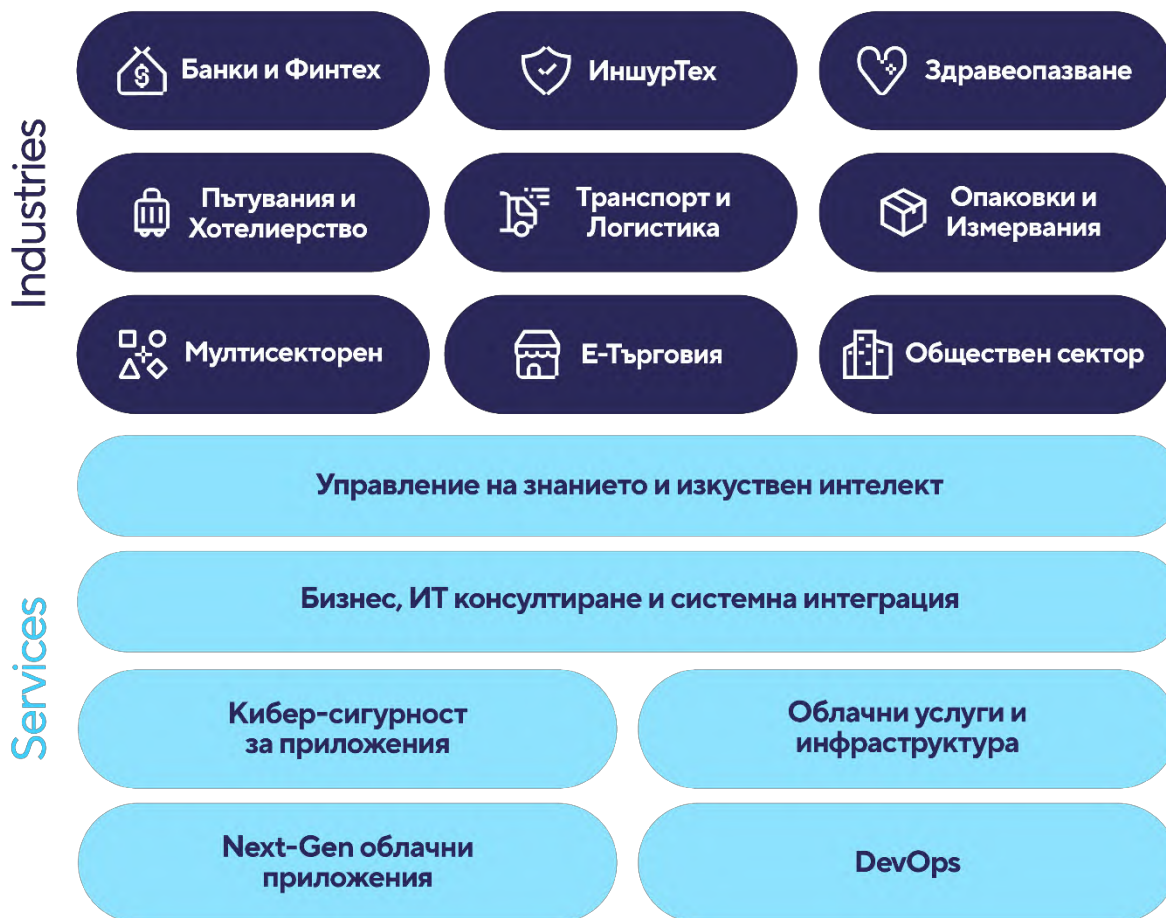 Industries
Банки и Финтех
ИншурТех
Здравеопазване
Пътувания и
Хотелиерство
Транспорт и
Логистика
Опаковки и
Измервания
Мултисекторен
Е-Търговия
Обществен сектор
Services
Управление на знанието и изкуствен интелект
Бизнес, ИТ консултиране и системна интеграция
Кибер-сигурност
за приложения
Облачни услуги и
инфраструктура
Next-Gen облачни
приложения
DevOps